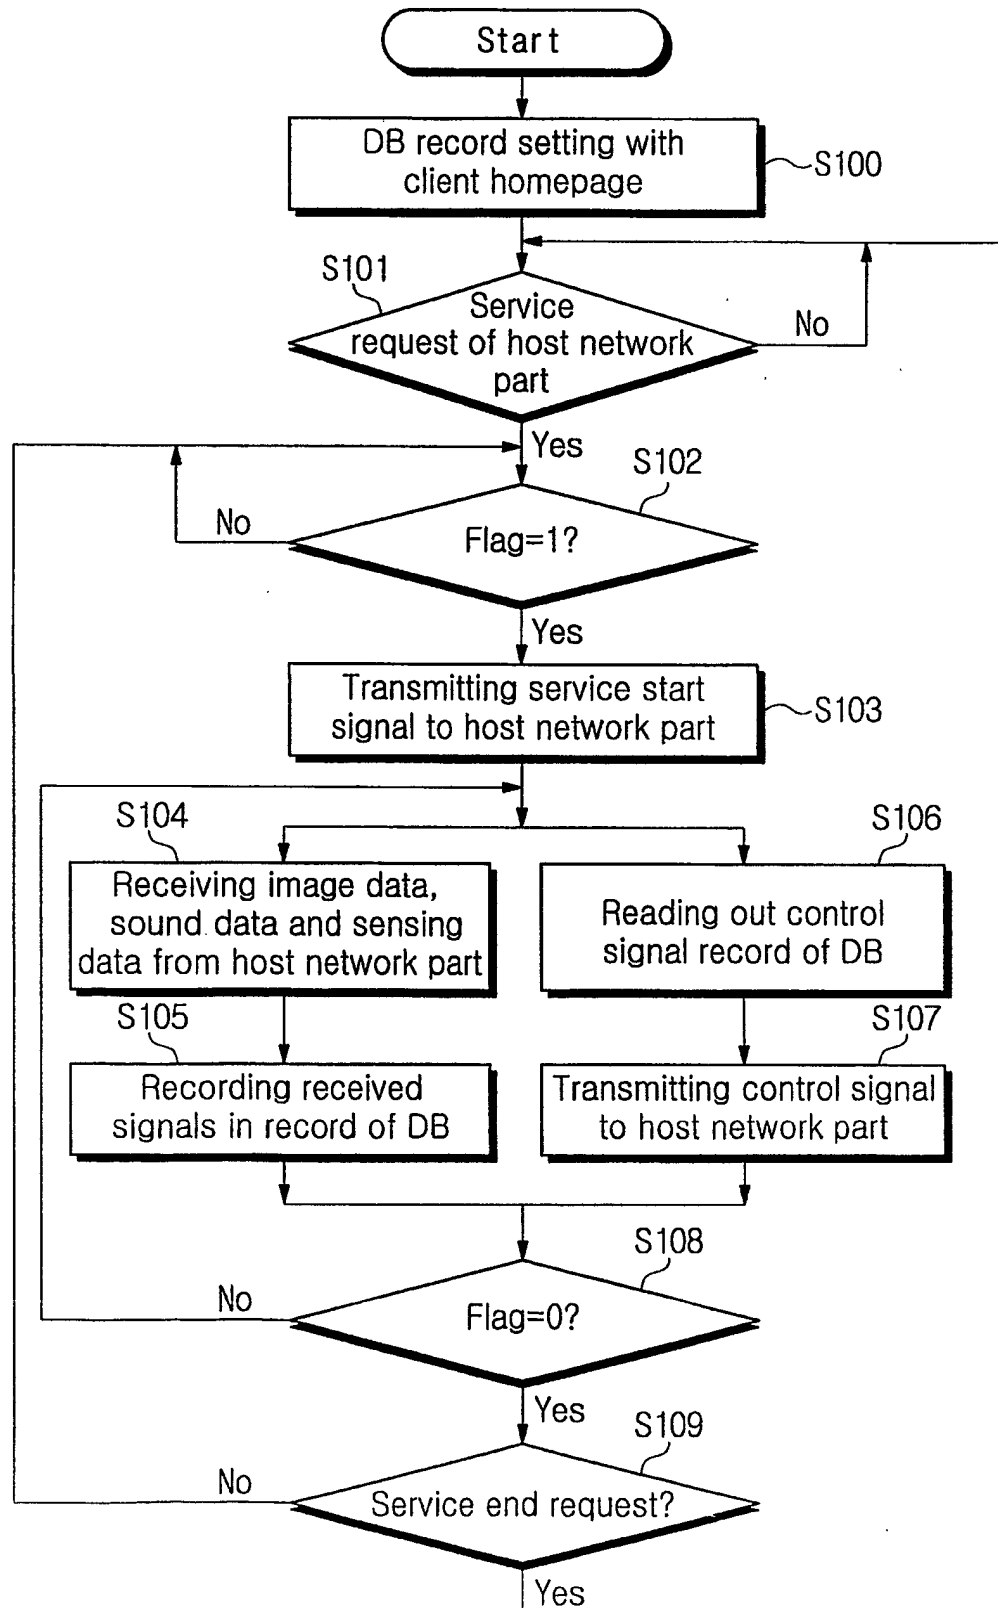 Start
DB record setting with
client homepage
S100
S101
Service
request of host network
part
No
Yes
S102
Flag=1?
No
Yes
Transmitting service start
signal to host network part
S103
S104
Receiving image data,
sound data and sensing
data from host network part
S106
Reading out control
signal record of DB
S105
Recording received
signals in record of DB
S107
Transmitting control signal
to host network part
S108
Flag=0?
No
Yes
S109
Service end request?
No
Yes